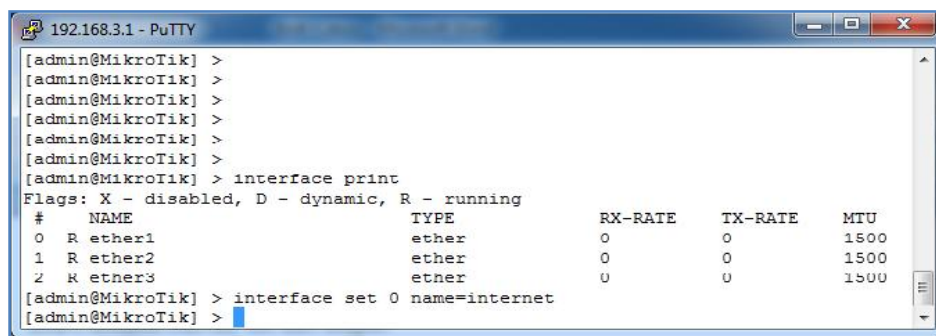 192.168.3.1 - PuTTY
[admin@MikroTik] >
[admin@MikroTik] >
[admin@MikroTik] >
[admin@MikroTik] >
[admin@MikroTik] >
[admin@MikroTik] >
[admin@MikroTik] > interface print
Flags: X - disabled, D - dynamic, R - running
# NAME TYPE RX-RATE TX-RATE MTU
0 R ether1 ether 0 0 1500
1 R ether2 ether 0 0 1500
2 R ether3 ether 0 0 1500
[admin@MikroTik] > interface set 0 name=internet
[admin@MikroTik] >